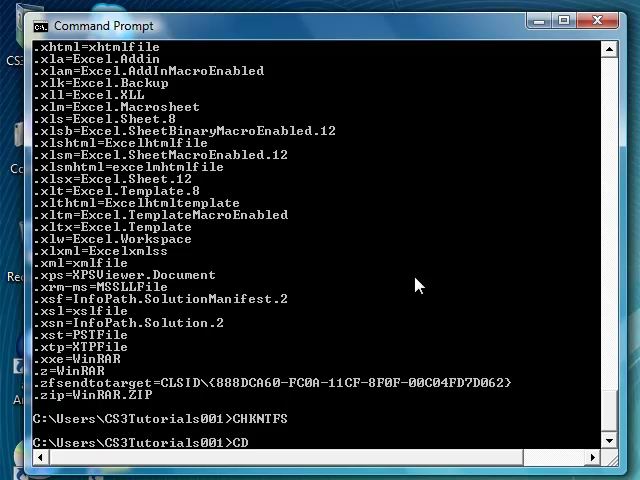 CS3
Command Prompt
.xhtml=xhtmlfile
.xla=Excel.Addin
.xlam=Excel.AddInMacroEnabled
.xlk=Excel.Backup
.xll=Excel.XLL
.xlm=Excel.Macrosheet
.xls=Excel.Sheet.8
.xlsb=Excel.SheetBinaryMacroEnabled.12
.xlshtml=Excelhtmlfile
.xlsm=Excel.SheetMacroEnabled.12
.xlsmhtml=excelmhtmlfile
.xlsx=Excel.Sheet.12
.xlt=Excel.Template.8
.xlthtml=Excelhtmltemplate
.xltm=Excel.TemplateMacroEnabled
.xltx=Excel.Template
.xlw=Excel.Workspace
.xlxml=Excelxmlss
.xml=xmlfile
.xps=XPSViewer.Document
.xrm-ms=MSSLLFile
.xsf=InfoPath.SolutionManifest.2
.xsl=xslfile
.xsn=InfoPath.Solution.2
.xst=PSTFile
.xtp=XTPFile
.xxe=WinRAR
.z=WinRAR
.zfsendtotarget=CLSID\{888DCA60-FC0A-11CF-8F0F-00C04FD7D062}
.zip=WinRAR.ZIP
C:\Users\CS3Tutorials001>CHKNTFS
C:\Users\CS3Tutorials001>CD